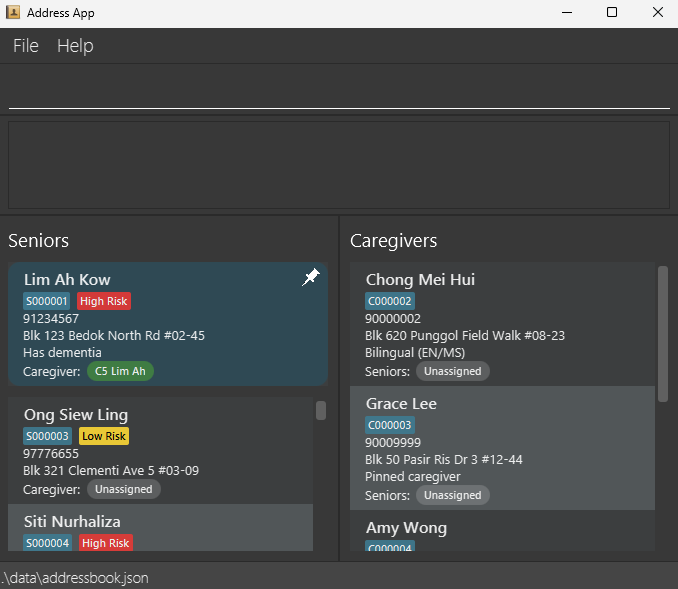 Address App
File Help
Seniors
Lim Ah Kow
S000001 High Risk
91234567
Blk 123 Bedok North Rd #02-45
Has dementia
Caregiver: C5 Lim Ah
Ong Siew Ling
S000003 Low Risk
97776655
Blk 321 Clementi Ave 5 #03-09
Caregiver: Unassigned
Siti Nurhaliza
S000004 High Risk
Caregivers
Chong Mei Hui
C000002
90000002
Blk 620 Punggol Field Walk #08-23
Bilingual (EN/MS)
Seniors: Unassigned
Grace Lee
C000003
90009999
Blk 50 Pasir Ris Dr 3 #12-44
Pinned caregiver
Seniors: Unassigned
Amy Wong
C000004
.\data\addressbook.json